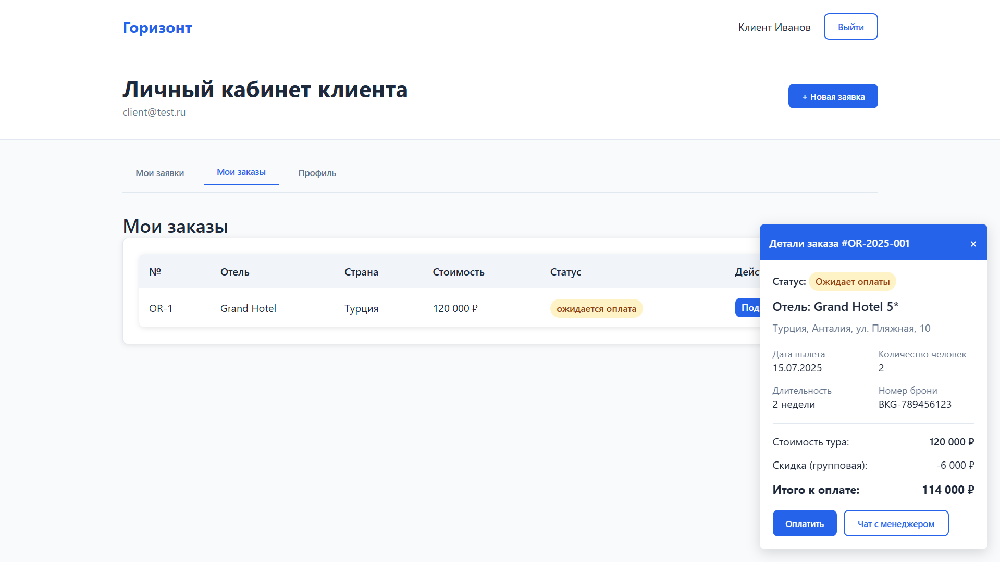 Горизонт
Клиент Иванов
Выйти
Личный кабинет клиента
client@test.ru
+ Новая заявка
Мои заявки
Мои заказы
Профиль
Мои заказы
№ Отель Страна Стоимость Статус Дейс
OR-1 Grand Hotel Турция 120 000 ₽ ожидается оплата Под
Детали заказа #OR-2025-001 ×
Статус: Ожидает оплаты
Отель: Grand Hotel 5*
Турция, Анталия, ул. Пляжная, 10
Дата вылета Количество человек
15.07.2025 2
Длительность Номер брони
2 недели BKG-789456123
Стоимость тура: 120 000 ₽
Скидка (групповая): -6 000 ₽
Итого к оплате: 114 000 ₽
Оплатить Чат с менеджером